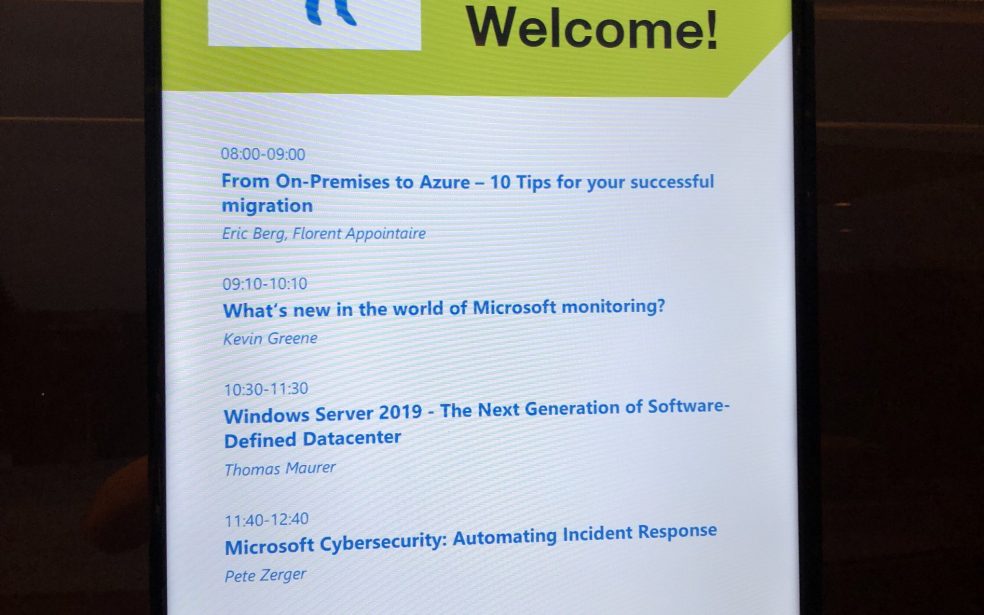 Welcome!
08:00-09:00
From On-Premises to Azure – 10 Tips for your successful
migration
Eric Berg, Florent Appointaire
09:10-10:10
What's new in the world of Microsoft monitoring?
Kevin Greene
10:30-11:30
Windows Server 2019 - The Next Generation of Software-
Defined Datacenter
Thomas Maurer
11:40-12:40
Microsoft Cybersecurity: Automating Incident Response
Pete Zerger